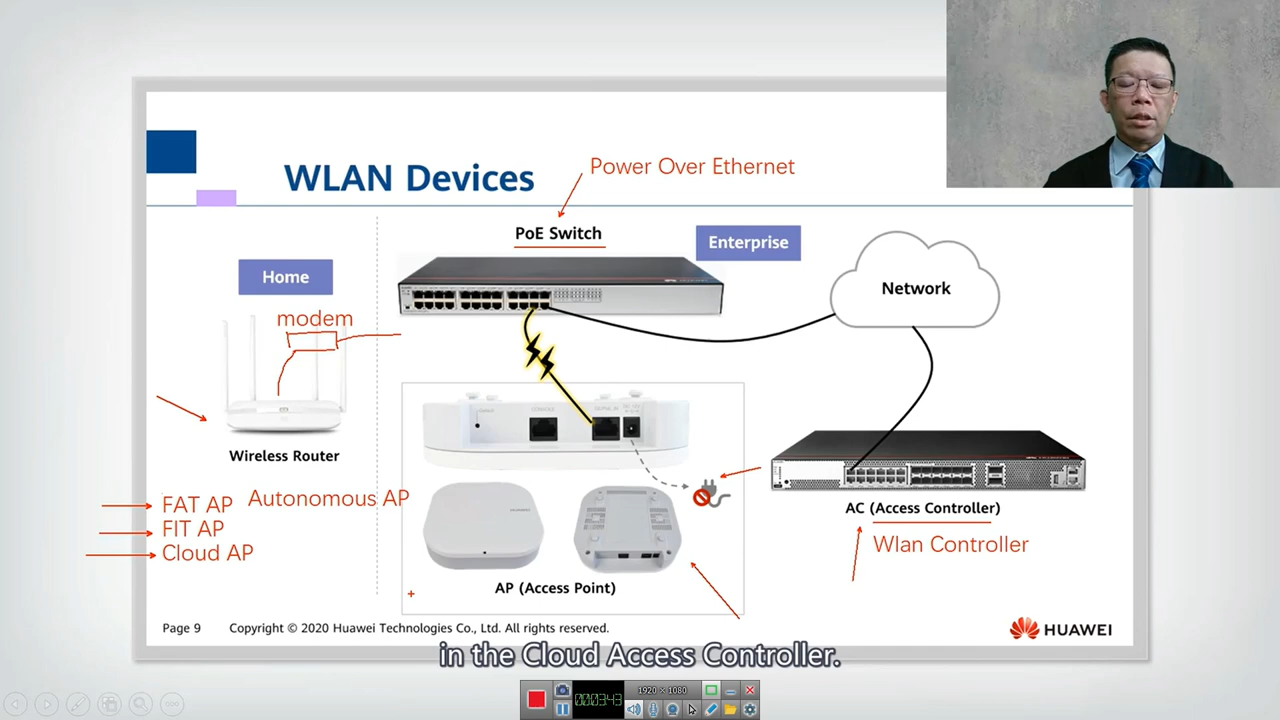 WLAN Devices
Power Over Ethernet
PoE Switch
Enterprise
Home
Network
modem
Wireless Router
AC (Access Controller)
Wlan Controller
FAT AP
Autonomous AP
FIT AP
Cloud AP
AP (Access Point)
Page 9
Copyright © 2020 Huawei Technologies Co., Ltd. All rights reserved.
HUAWEI
in the Cloud Access Controller.
1920 × 1080
000343